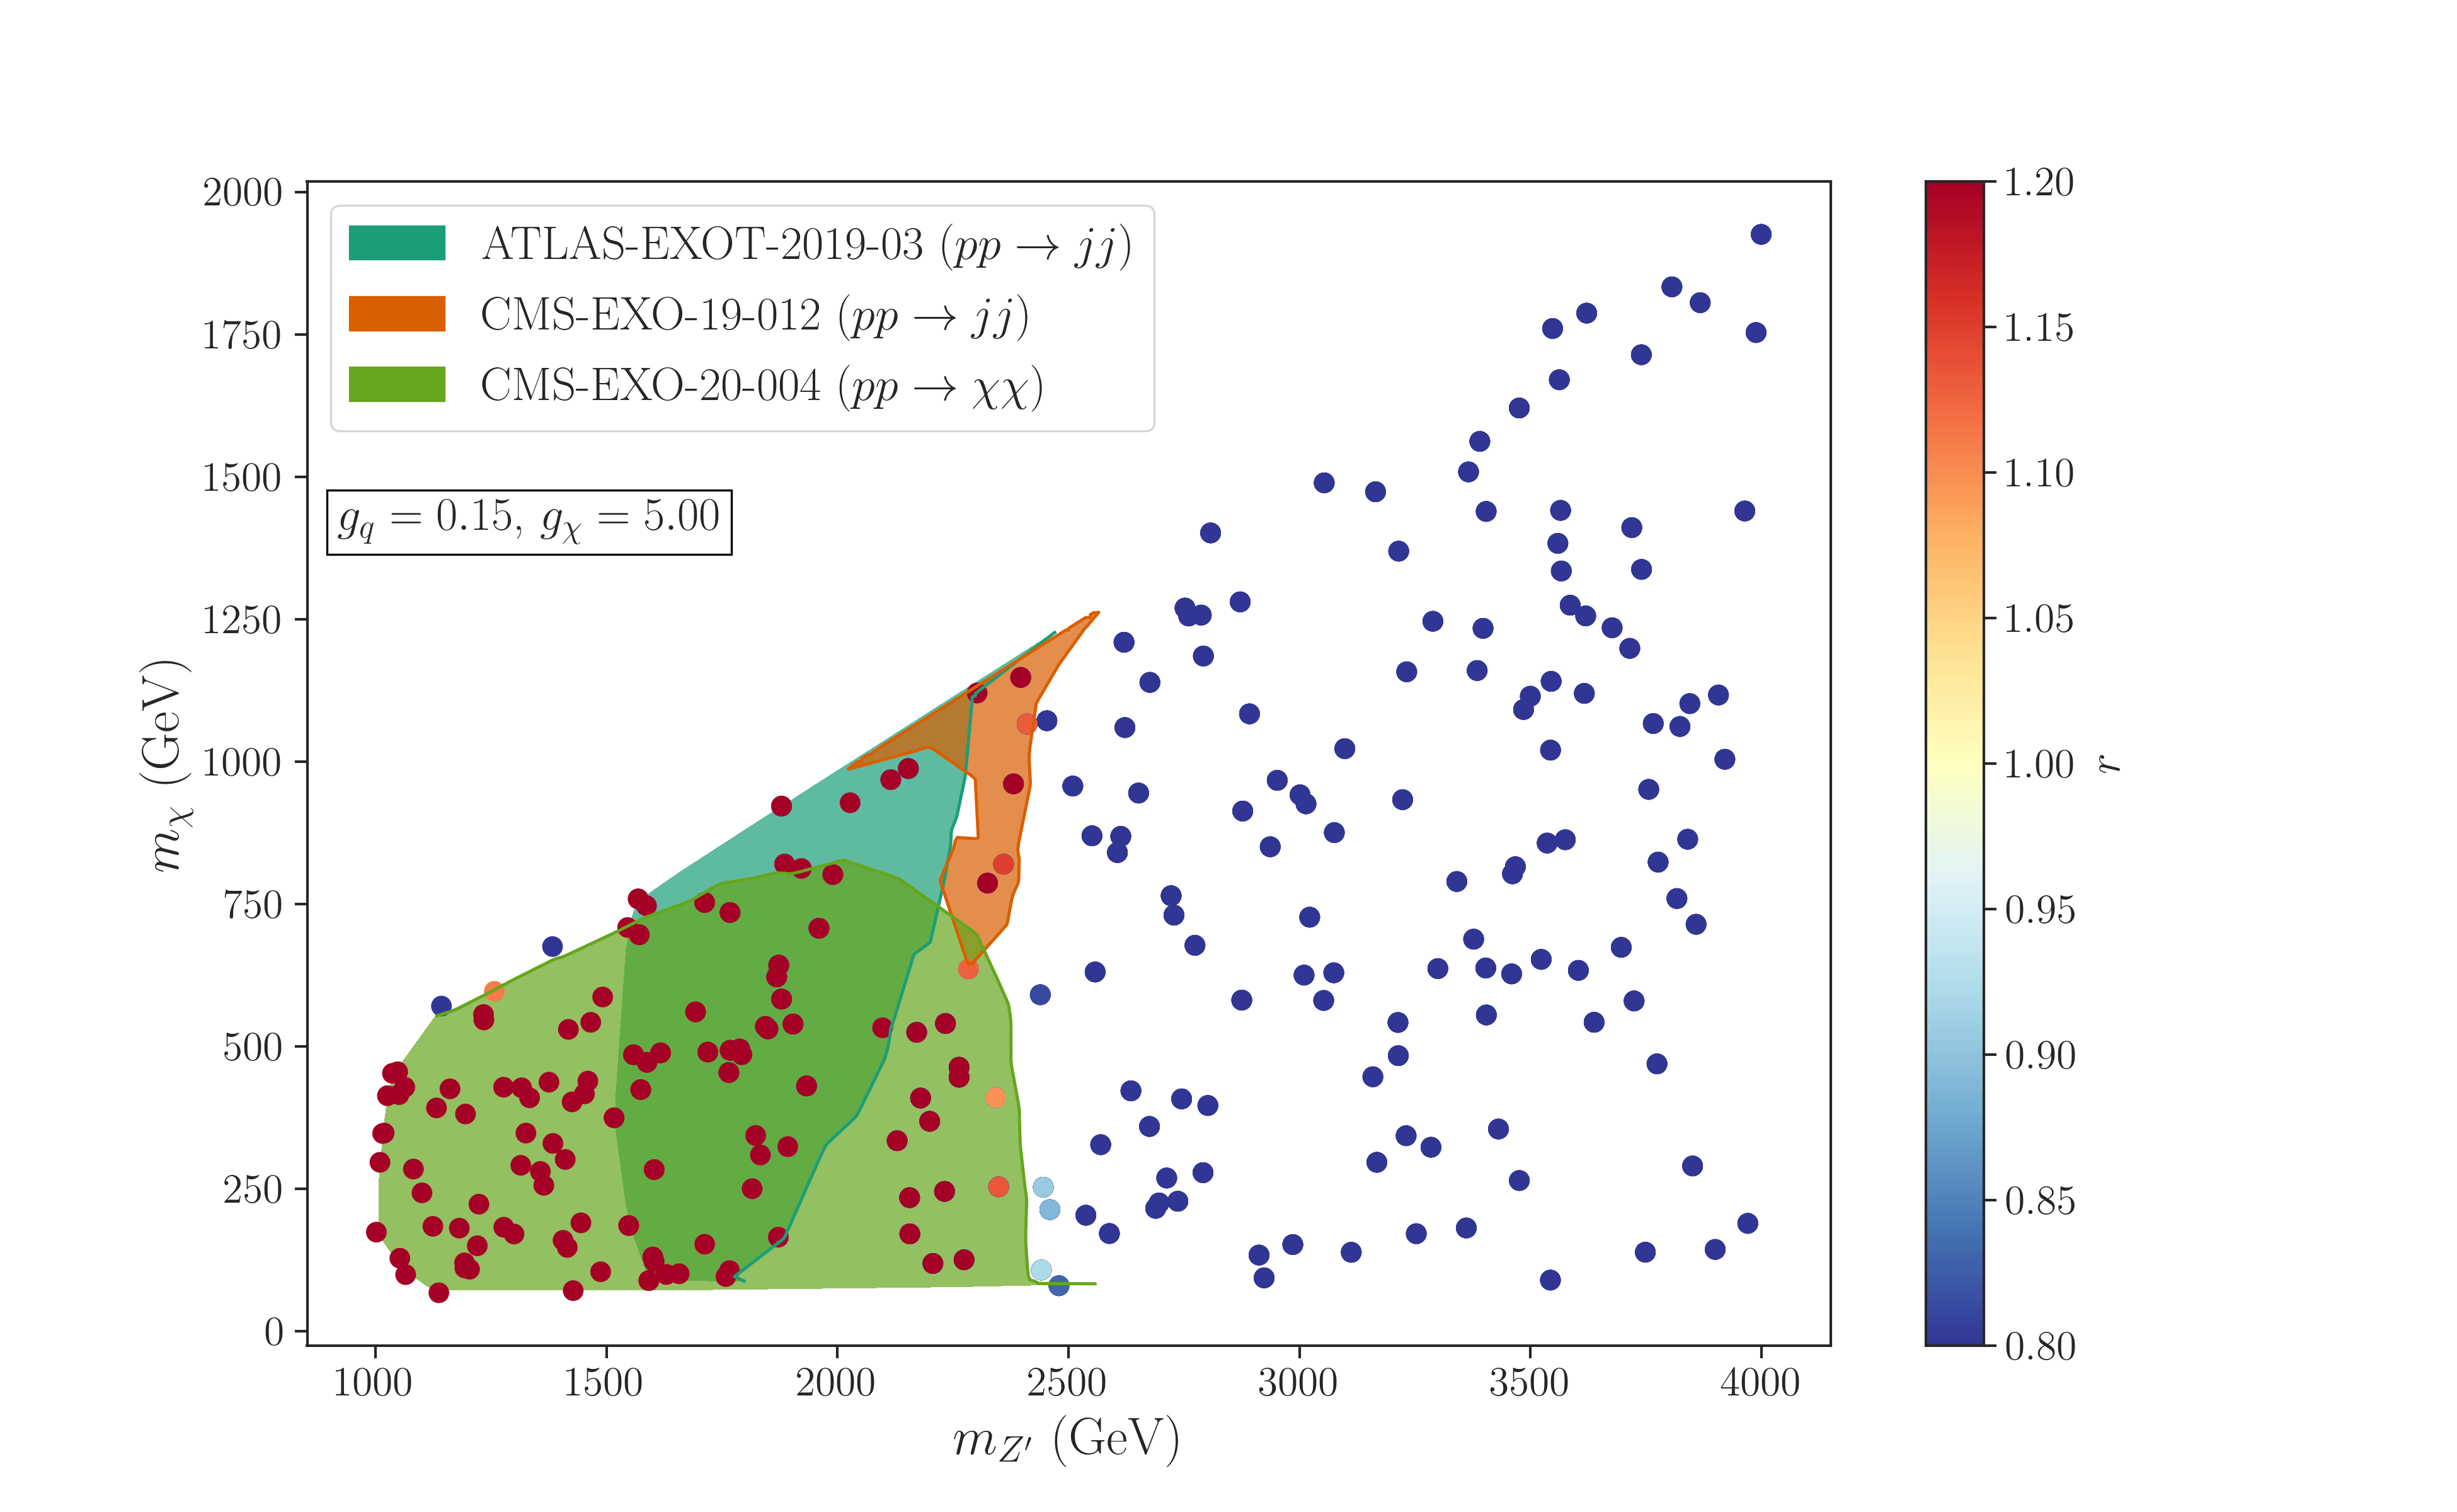 ATLAS-EXOT-2019-03 (pp → jj)
CMS-EXO-19-012 (pp → jj)
CMS-EXO-20-004 (pp → χχ)
g_q = 0.15, g_χ = 5.00
2000
1750
1500
1250
1000
750
500
250
0
m_χ (GeV)
1000 1500 2000 2500 3000 3500 4000
m_{Z′} (GeV)
1.20
1.15
1.10
1.05
1.00
0.95
0.90
0.85
0.80
r